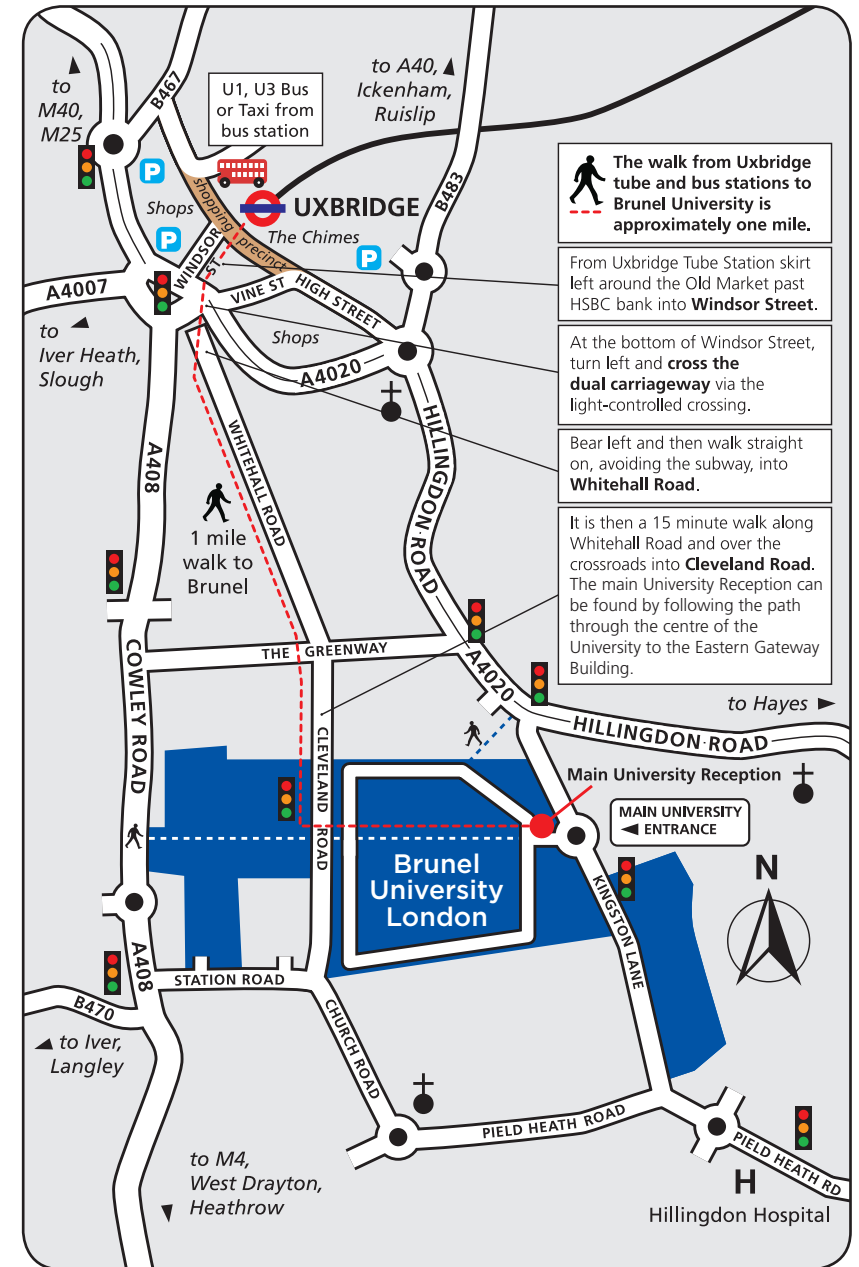 to
M40,
M25
B467
U1, U3 Bus
or Taxi from
bus station
to A40,
Ickenham,
Ruislip
B483
P
Shops
shopping precinct
UXBRIDGE
The Chimes
P
P
WINDSOR ST.
VINE ST
HIGH STREET
Shops
A4007
to
Iver Heath,
Slough
A4020
The walk from Uxbridge
tube and bus stations to
Brunel University is
approximately one mile.
From Uxbridge Tube Station skirt
left around the Old Market past
HSBC bank into Windsor Street.
At the bottom of Windsor Street,
turn left and cross the
dual carriageway via the
light-controlled crossing.
Bear left and then walk straight
on, avoiding the subway, into
Whitehall Road.
It is then a 15 minute walk along
Whitehall Road and over the
crossroads into Cleveland Road.
The main University Reception can
be found by following the path
through the centre of the
University to the Eastern Gateway
Building.
A408
WHITEHALL ROAD
HILLINGDON ROAD
1 mile
walk to
Brunel
THE GREENWAY
COWLEY ROAD
A4020
to Hayes
HILLINGDON ROAD
CLEVELAND ROAD
Main University Reception
MAIN UNIVERSITY
ENTRANCE
Brunel
University
London
KINGSTON LANE
N
A408
STATION ROAD
B470
to Iver,
Langley
CHURCH ROAD
PIELD HEATH ROAD
PIELD HEATH RD
to M4,
West Drayton,
Heathrow
H
Hillingdon Hospital